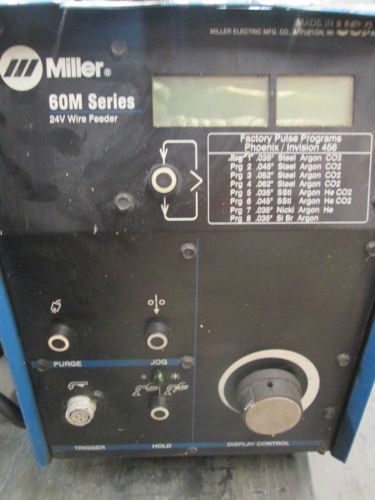 MADE IN USA
MILLER ELECTRIC MFG. CO., APPLETON, WI
Miller®
60M Series
24V Wire Feeder
Factory Pulse Programs
Phoenix / Invision 456
Prg 1 .035" Steel Argon CO2
Prg 2 .045" Steel Argon CO2
Prg 3 .052" Steel Argon CO2
Prg 4 .062" Steel Argon CO2
Prg 5 .035" SStl Argon He CO2
Prg 6 .045" SStl Argon He CO2
Prg 7 .035" Nickl Argon He
Prg 8 .035" Si Br Argon
PURGE
JOG
TRIGGER
HOLD
DISPLAY CONTROL